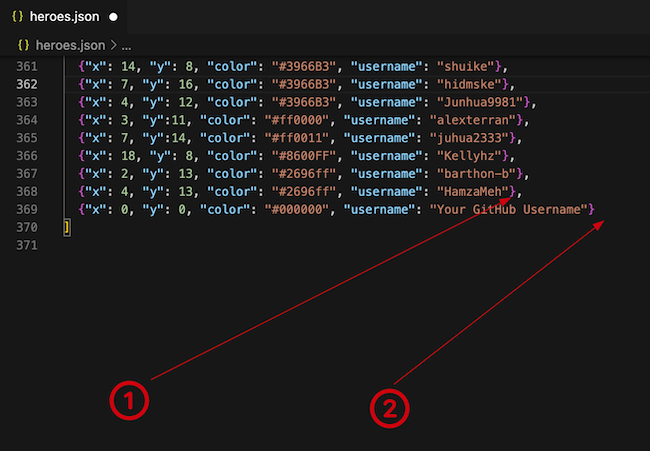 {} heroes.json ●
{} heroes.json > ...
361 {"x": 14, "y": 8, "color": "#3966B3", "username": "shuike"},
362 {"x": 7, "y": 16, "color": "#3966B3", "username": "hidmske"},
363 {"x": 4, "y": 12, "color": "#3966B3", "username": "Junhua9981"},
364 {"x": 3, "y":11, "color": "#ff0000", "username": "alexterran"},
365 {"x": 7, "y":14, "color": "#ff0011", "username": "juhua2333"},
366 {"x": 18, "y": 8, "color": "#8600FF", "username": "Kellyhz"},
367 {"x": 2, "y": 13, "color": "#2696ff", "username": "barthon-b"},
368 {"x": 4, "y": 13, "color": "#2696ff", "username": "HamzaMeh"},
369 {"x": 0, "y": 0, "color": "#000000", "username": "Your GitHub Username"}
370 ]
371
1
2